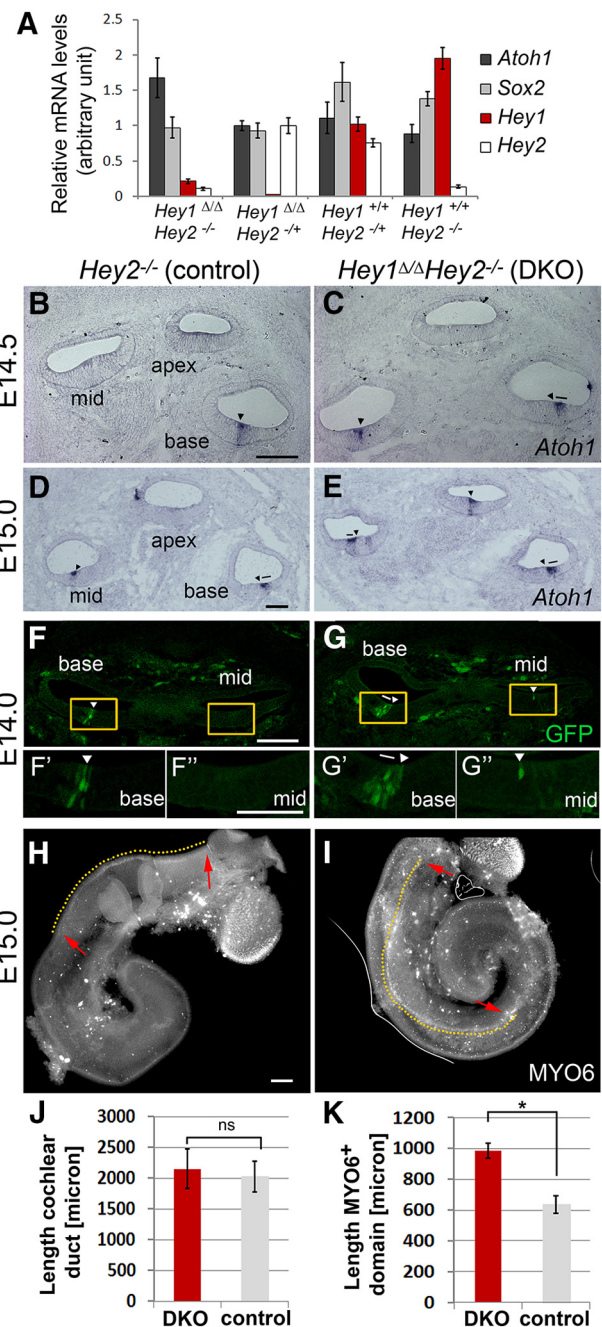 A
Relative mRNA levels
(arbitrary unit)
2.5
2
1.5
1
0.5
0
Atoh1
Sox2
Hey1
Hey2
Hey1 Δ/Δ
Hey2 -/-
Hey1 Δ/Δ
Hey2 -/+
Hey1 +/+
Hey2 -/+
Hey1 +/+
Hey2 -/-
Hey2-/- (control)
Hey1Δ/ΔHey2-/- (DKO)
E14.5
B
apex
mid
base
C
Atoh1
E15.0
D
apex
mid
base
E
Atoh1
E14.0
F
base
mid
G
base
mid
GFP
F'
base
F''
mid
G'
base
G''
mid
E15.0
H
I
MYO6
J
Length cochlear
duct [micron]
3000
2500
2000
1500
1000
500
0
ns
DKO
control
K
Length MYO6+
domain [micron]
1200
1000
800
600
400
200
0
*
DKO
control